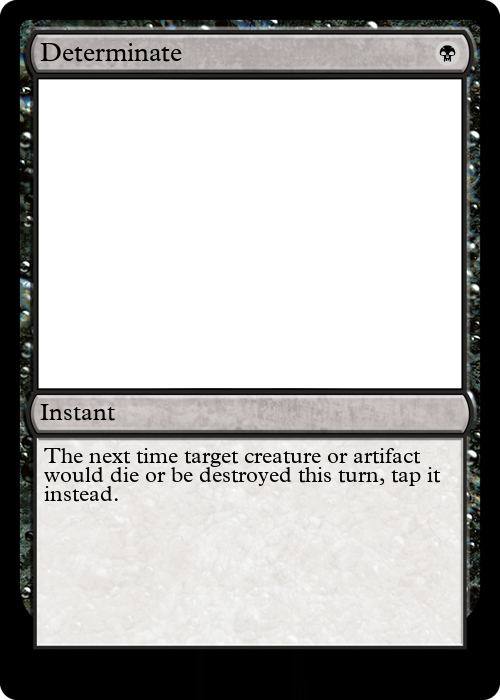 Determinate
Instant
The next time target creature or artifact
would die or be destroyed this turn, tap it
instead.